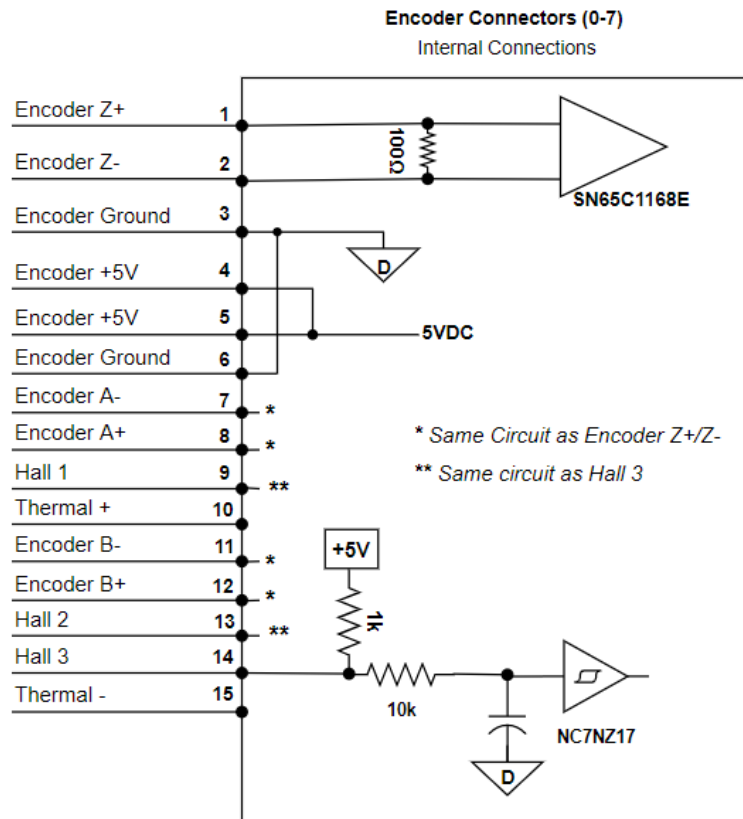 Encoder Connectors (0-7)
Internal Connections
Encoder Z+ 1
100Ω
Encoder Z- 2
SN65C1168E
Encoder Ground 3
D
Encoder +5V 4
Encoder +5V 5
5VDC
Encoder Ground 6
Encoder A- 7 *
Encoder A+ 8 *
* Same Circuit as Encoder Z+/Z-
Hall 1 9 **
** Same circuit as Hall 3
Thermal + 10
Encoder B- 11 *
+5V
Encoder B+ 12 *
1k
Hall 2 13 **
Hall 3 14
Thermal - 15
10k
NC7NZ17
D